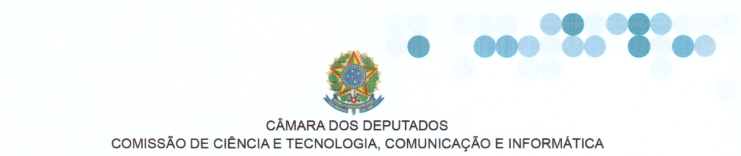 CÂMARA DOS DEPUTADOS
COMISSÃO DE CIÊNCIA E TECNOLOGIA, COMUNICAÇÃO E INFORMÁTICA